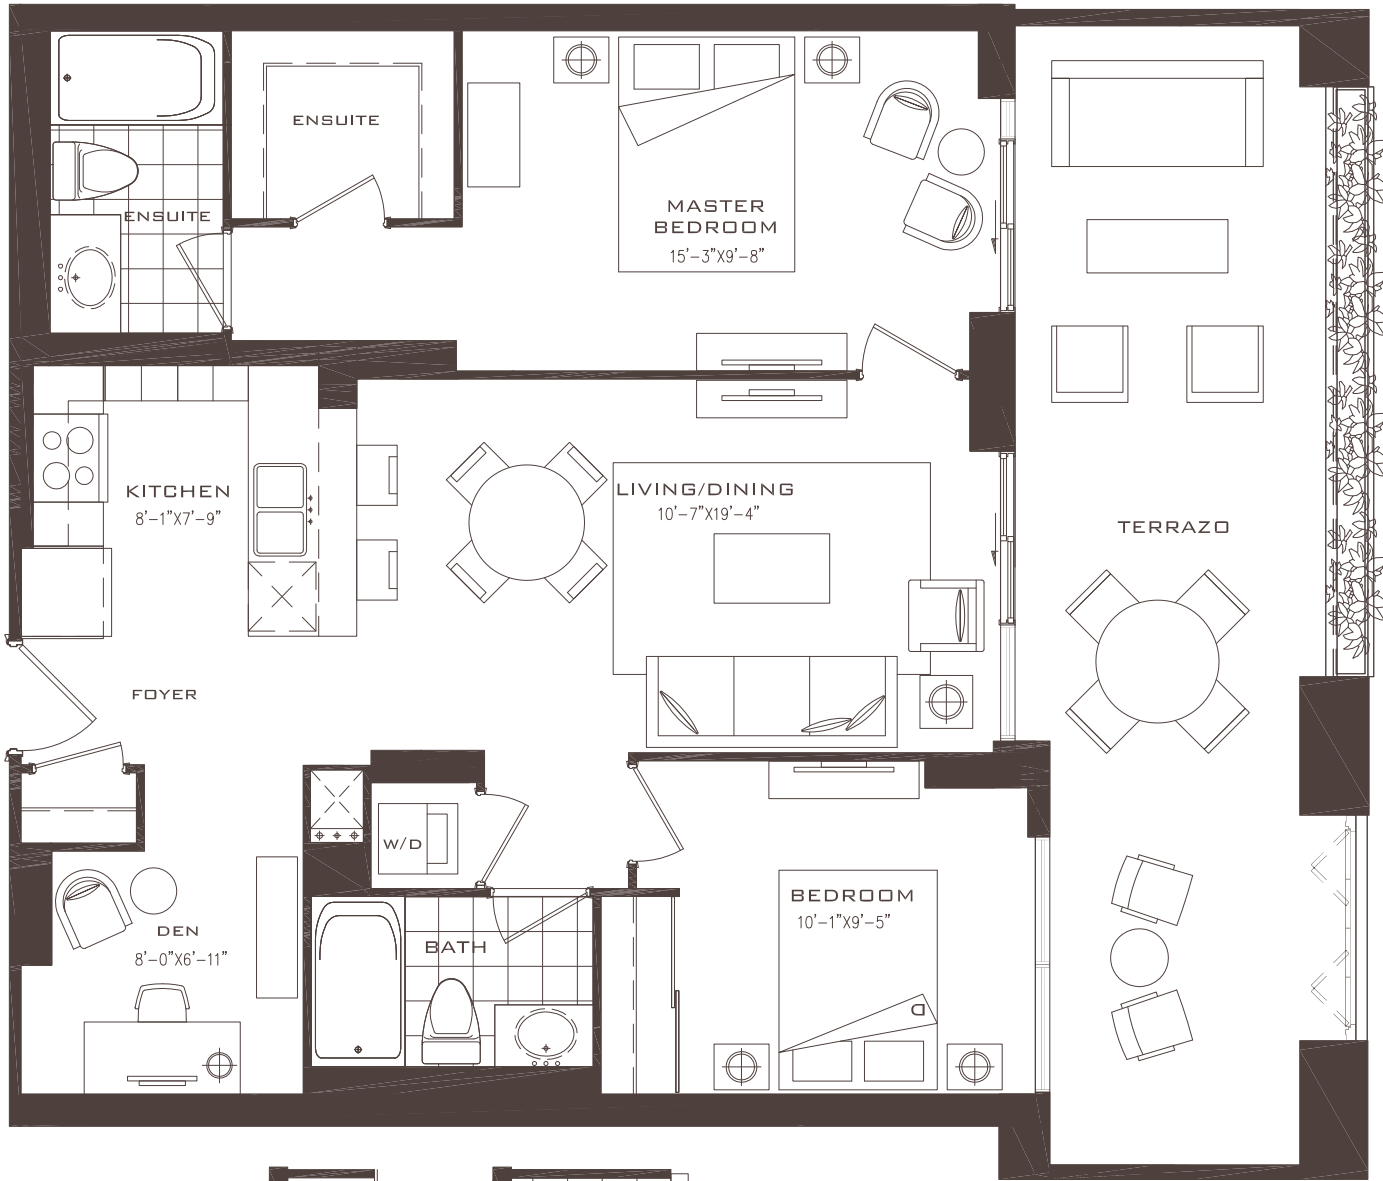 ENSUITE
ENSUITE
MASTER
BEDROOM
15'-3"X9'-8"
KITCHEN
8'-1"X7'-9"
LIVING/DINING
10'-7"X19'-4"
TERRAZO
FOYER
W/D
BEDROOM
10'-1"X9'-5"
DEN
8'-0"X6'-11"
BATH